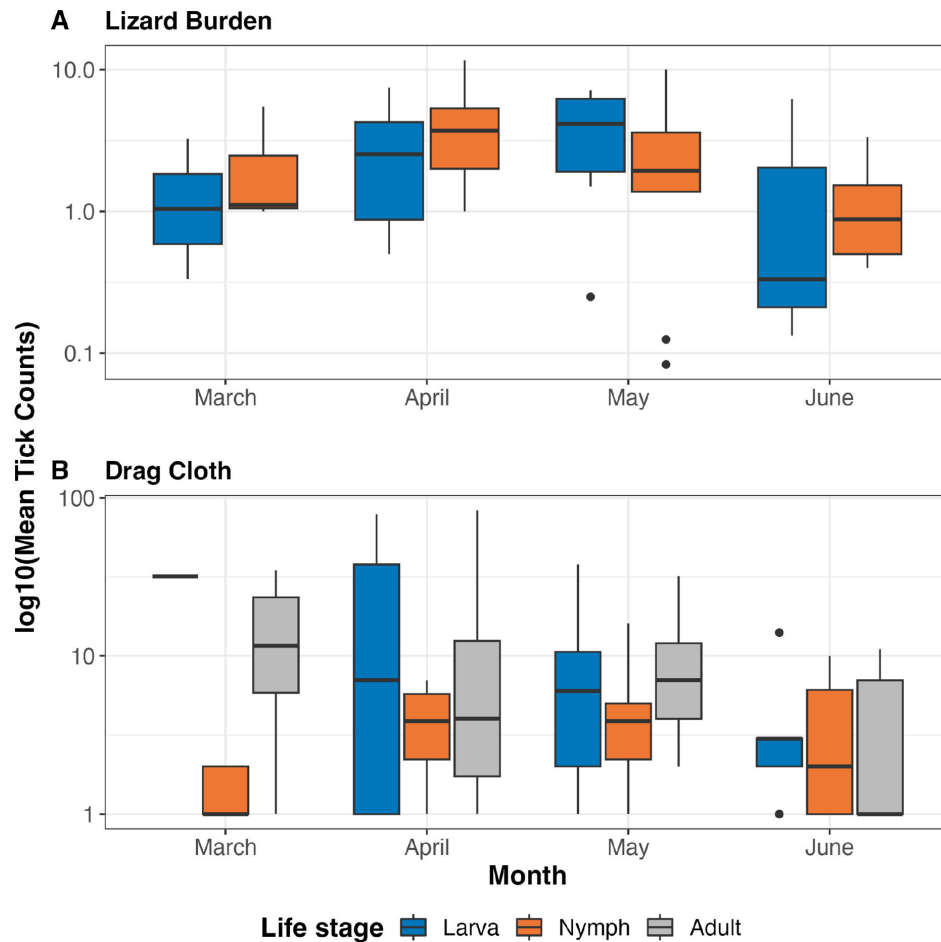 A Lizard Burden
10.0
1.0
0.1
March April May June
log10(Mean Tick Counts)
B Drag Cloth
100
10
1
March April May June
Month
Life stage Larva Nymph Adult